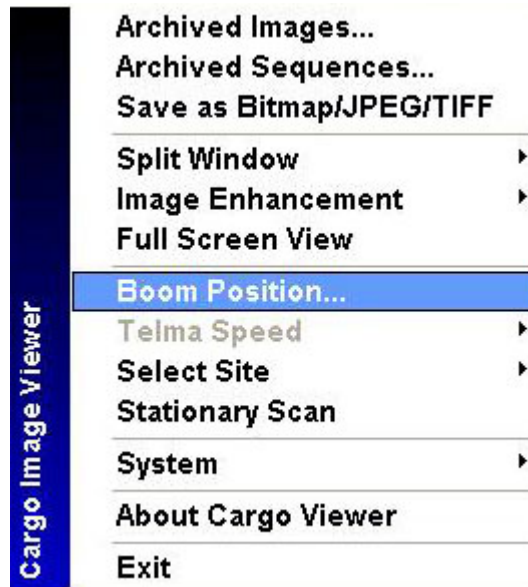 Archived Images...
Archived Sequences...
Save as Bitmap/JPEG/TIFF
Split Window
Image Enhancement
Full Screen View
Boom Position...
Telma Speed
Select Site
Stationary Scan
System
About Cargo Viewer
Exit
Cargo Image Viewer